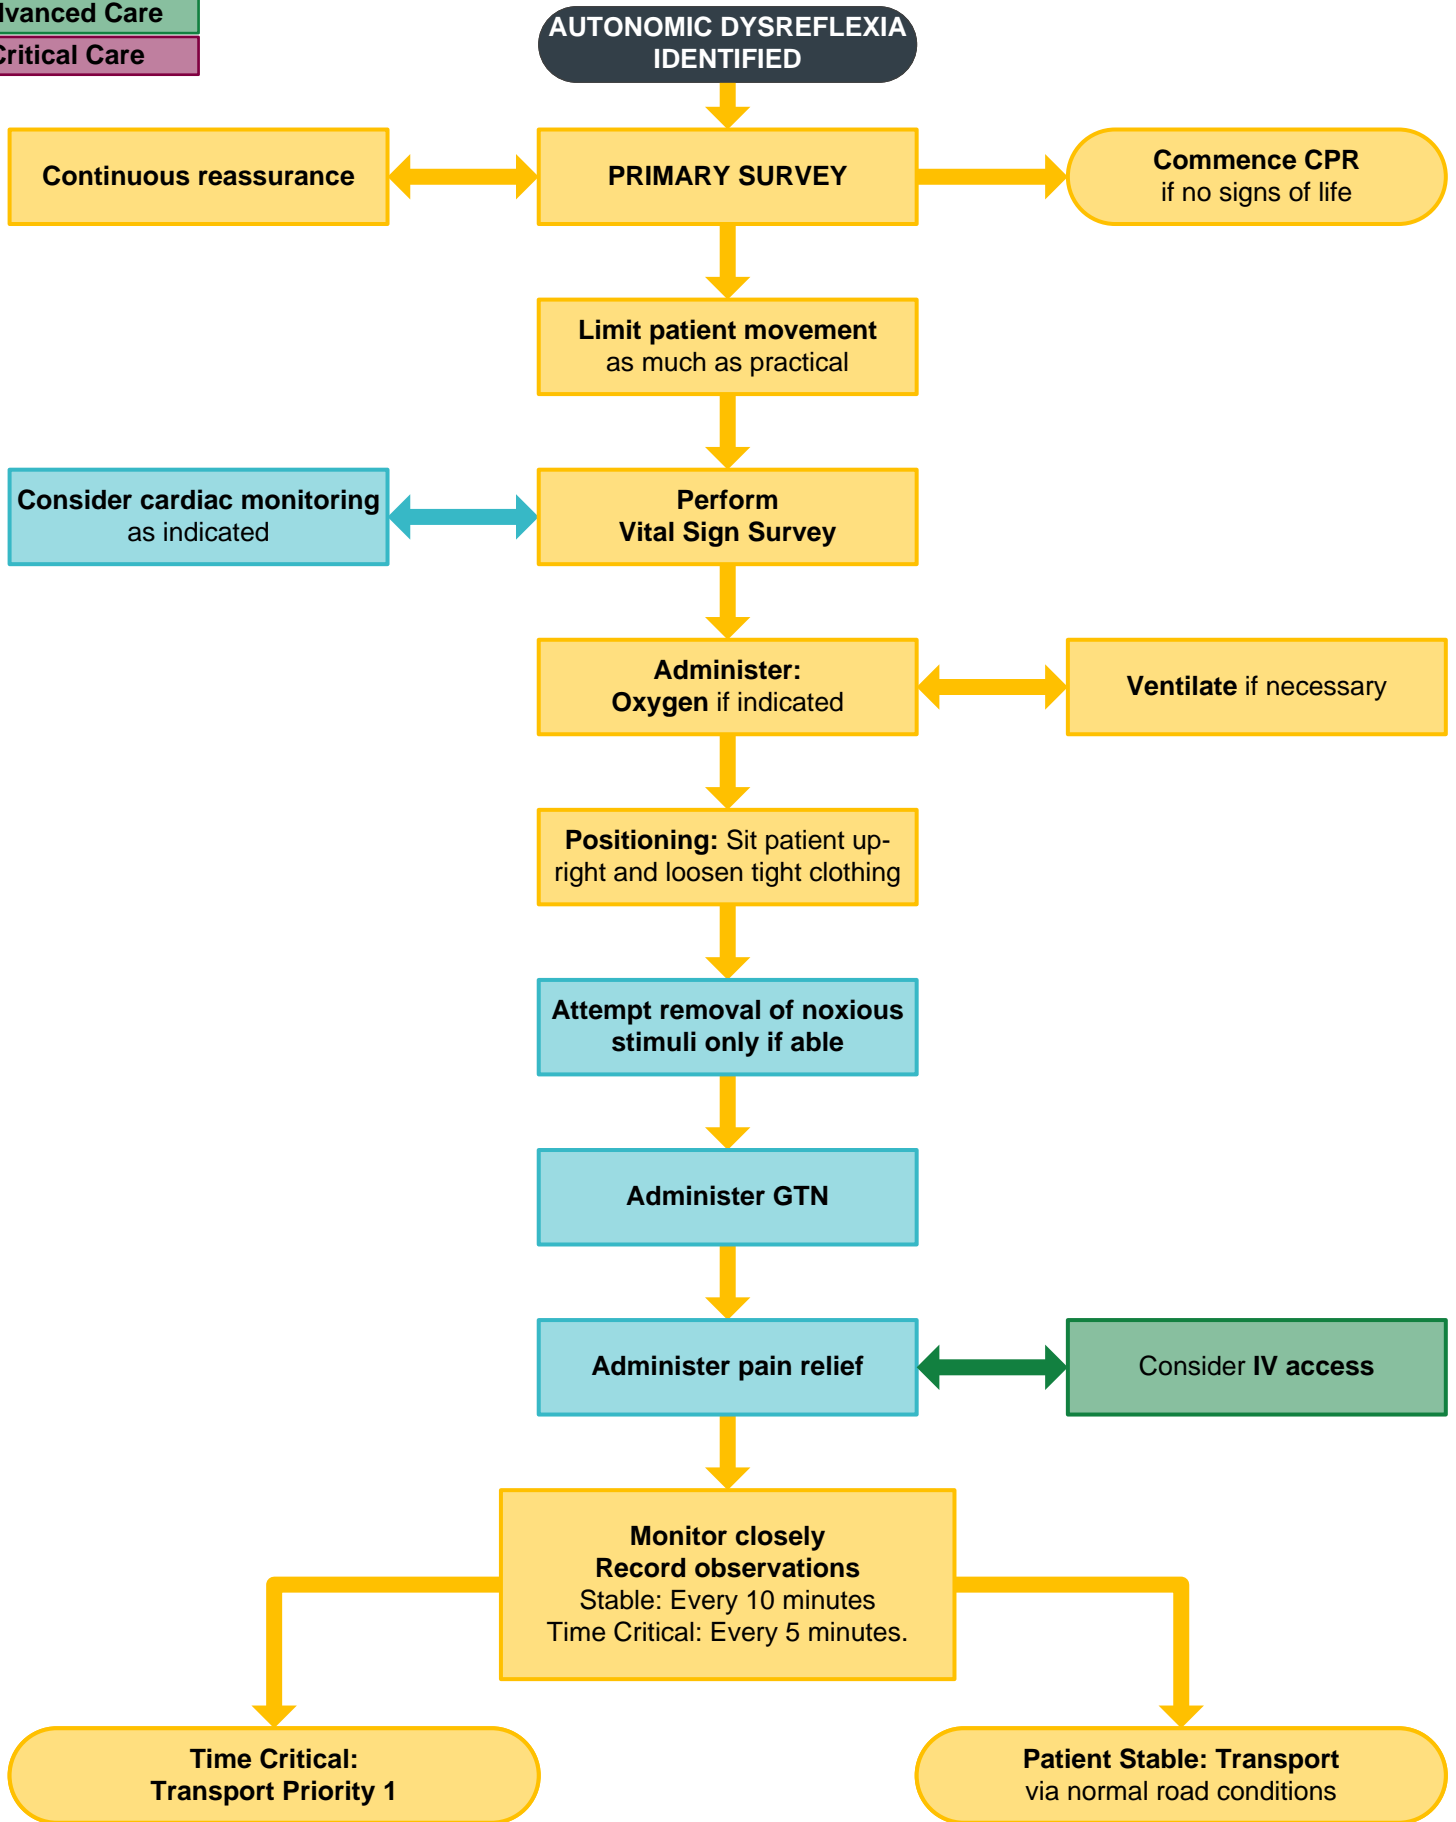 Advanced Care
Critical Care
AUTONOMIC DYSREFLEXIA
IDENTIFIED
Continuous reassurance
PRIMARY SURVEY
Commence CPR
if no signs of life
Limit patient movement
as much as practical
Consider cardiac monitoring
as indicated
Perform
Vital Sign Survey
Administer:
Oxygen if indicated
Ventilate if necessary
Positioning: Sit patient up-
right and loosen tight clothing
Attempt removal of noxious
stimuli only if able
Administer GTN
Administer pain relief
Consider IV access
Monitor closely
Record observations
Stable: Every 10 minutes
Time Critical: Every 5 minutes.
Time Critical:
Transport Priority 1
Patient Stable: Transport
via normal road conditions